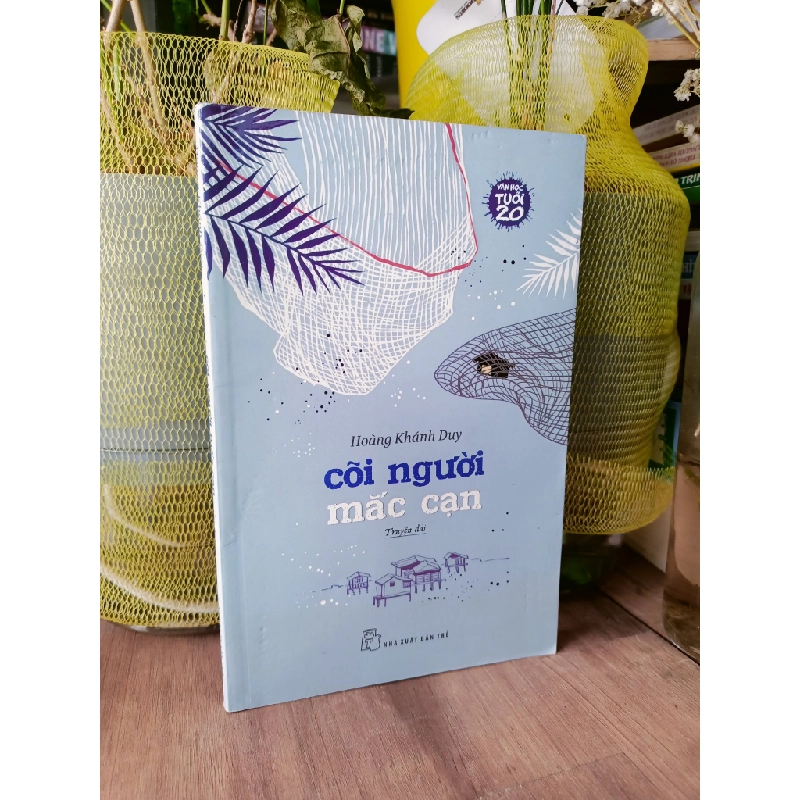 VĂN HỌC
TUỔI
20
Hoàng Khánh Duy
cõi người
mắc cạn
Truyện dài
NHÀ XUẤT BẢN TRẺ